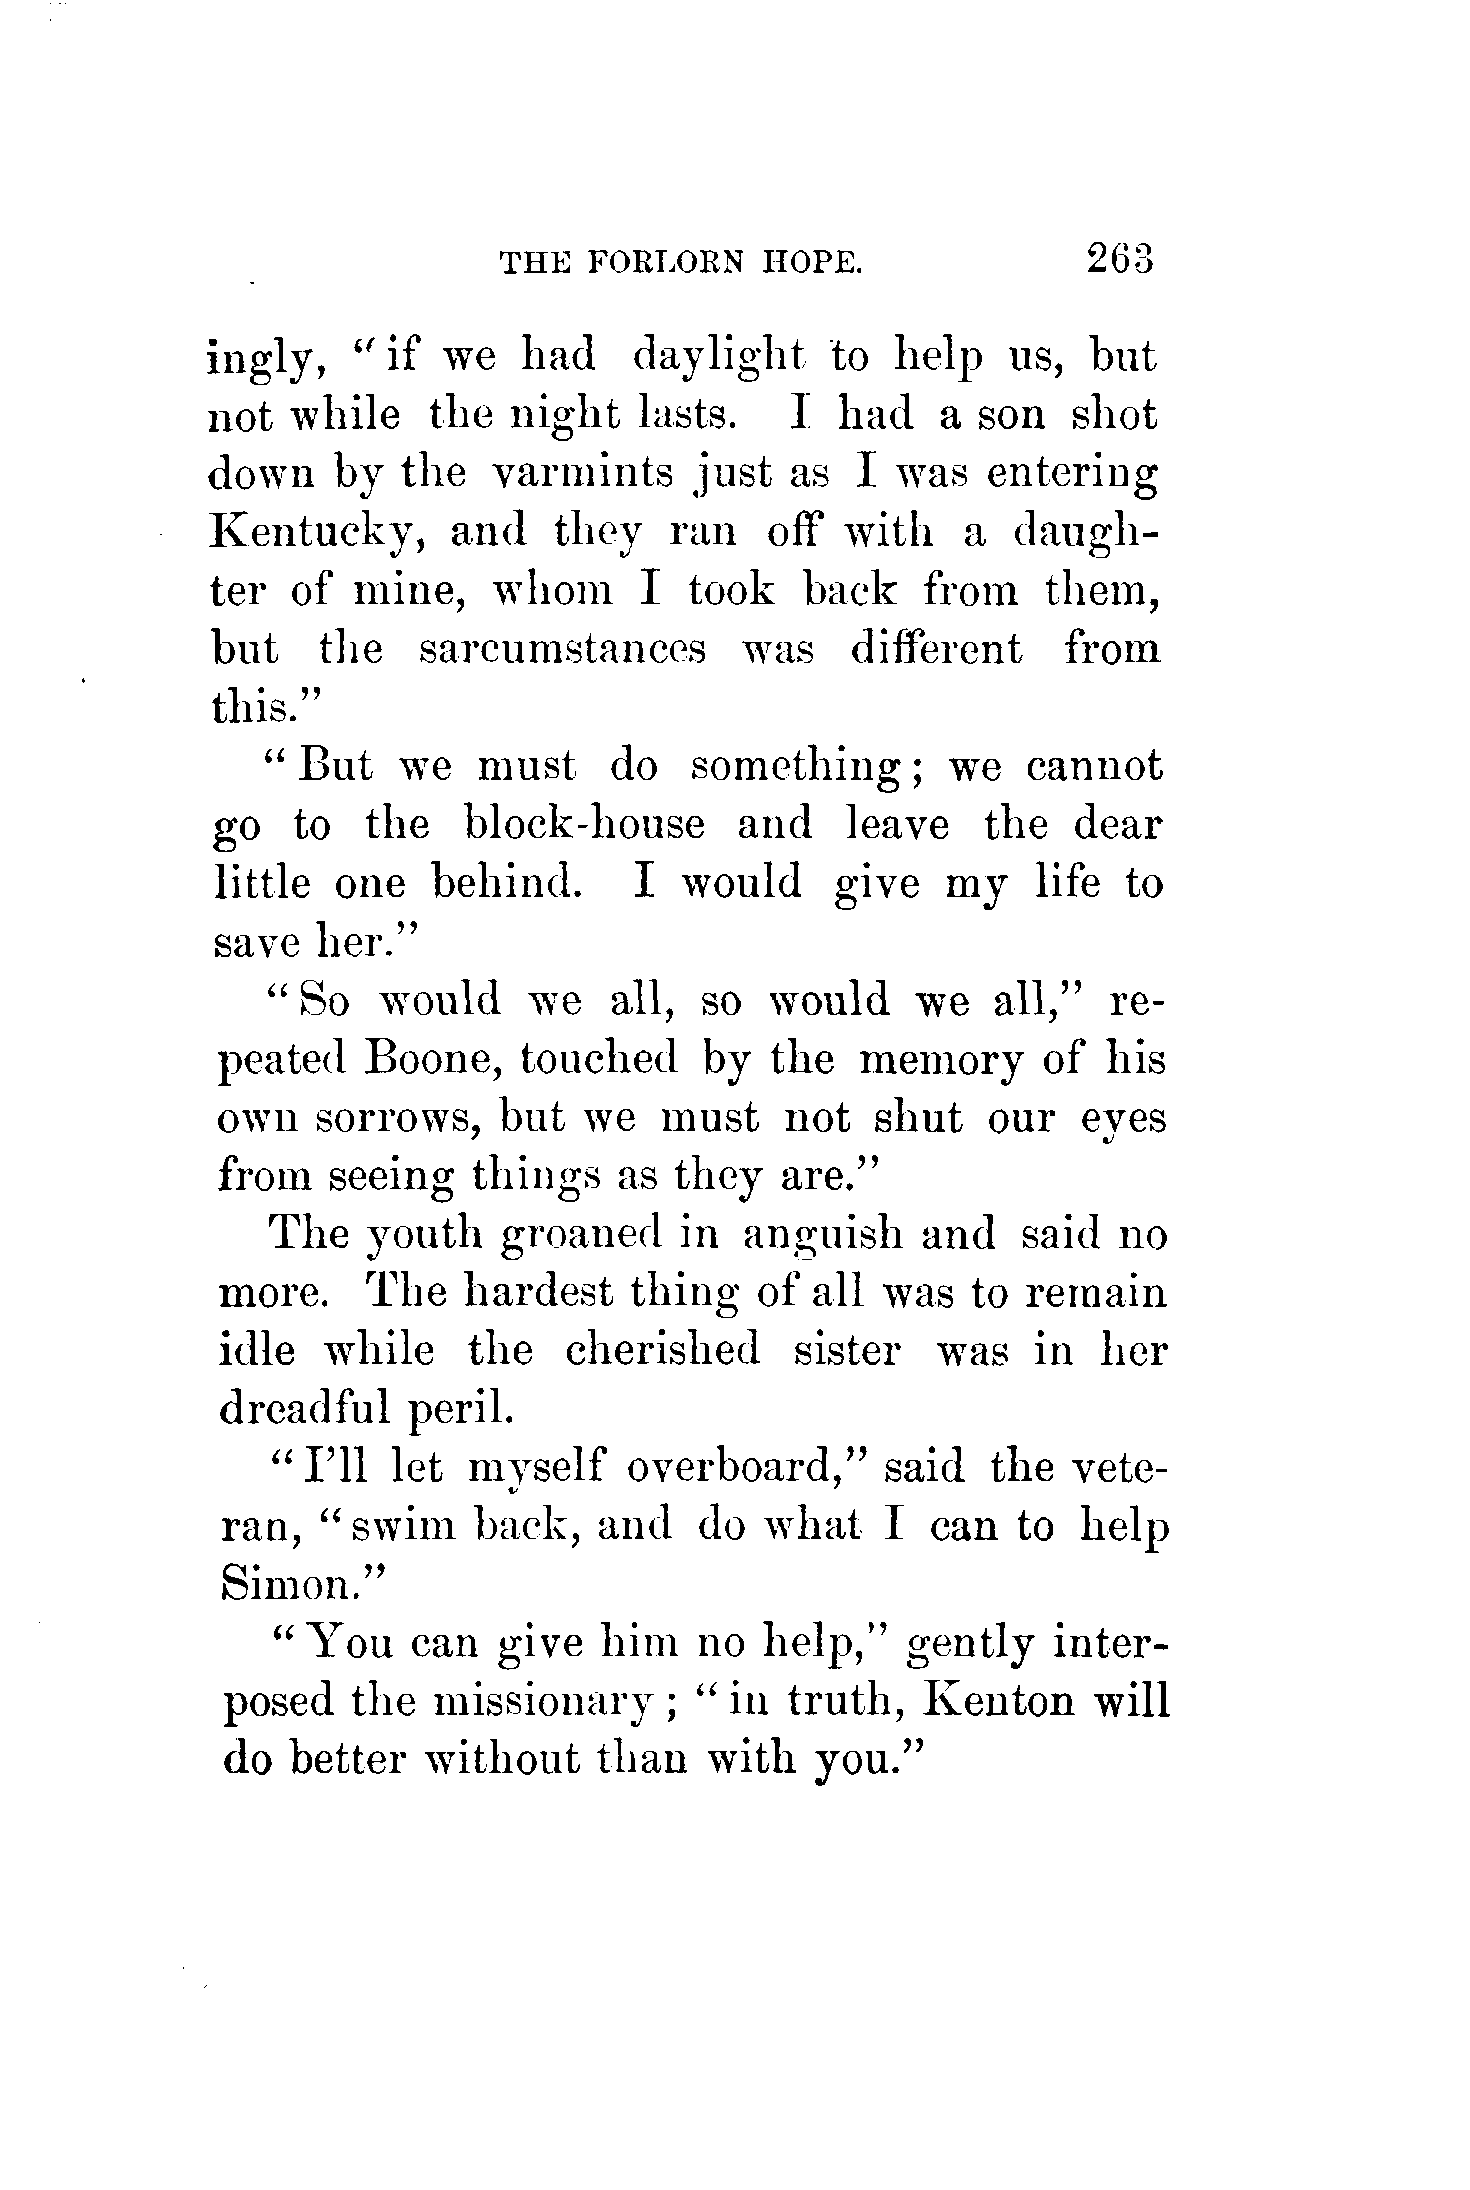 THE FORLORN HOPE. 263
ingly, "if we had daylight to help us, but
not while the night lasts. I had a son shot
down by the varmints just as I was entering
Kentucky, and they ran off with a daugh-
ter of mine, whom I took back from them,
but the sarcumstances was different from
this."
"But we must do something; we cannot
go to the block-house and leave the dear
little one behind. I would give my life to
save her."
"So would we all, so would we all," re-
peated Boone, touched by the memory of his
own sorrows, but we must not shut our eyes
from seeing things as they are."
The youth groaned in anguish and said no
more. The hardest thing of all was to remain
idle while the cherished sister was in her
dreadful peril.
"I'll let myself overboard," said the vete-
ran, "swim back, and do what I can to help
Simon."
"You can give him no help," gently inter-
posed the missionary; "in truth, Kenton will
do better without than with you."